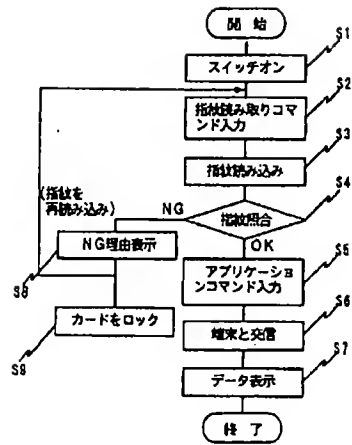 開始
S1
スイッチオン
S2
指紋読み取りコマ
ンド入力
S3
指紋読み込み
(指紋を
再読み込み)
NG
S4
指紋照合
OK
NG理由表示
S5
アプリケーショ
ンコマンド入力
S8
S6
カードをロック
端末と交信
S9
S7
データ表示
終了